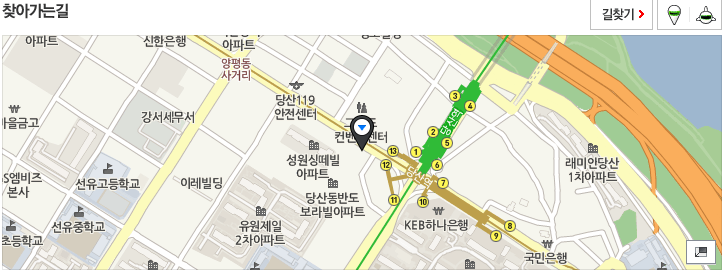 찾아가는길
길찾기
아파트
신한은행
아파트
양평동
사거리
강서세무서
당산119
안전센터
컨벤
센터
성원상떼빌
아파트
마을금고
S엠비즈
본사
선유고등학교
이레빌딩
당산동반도
보라빌아파트
선유중학교
유원제일
2차아파트
초등학교
아파트
당산역
당산역
3
4
2
5
1
6
13
12
7
11
10
8
9
KEB하나은행
국민은행
래미안당산
1차아파트